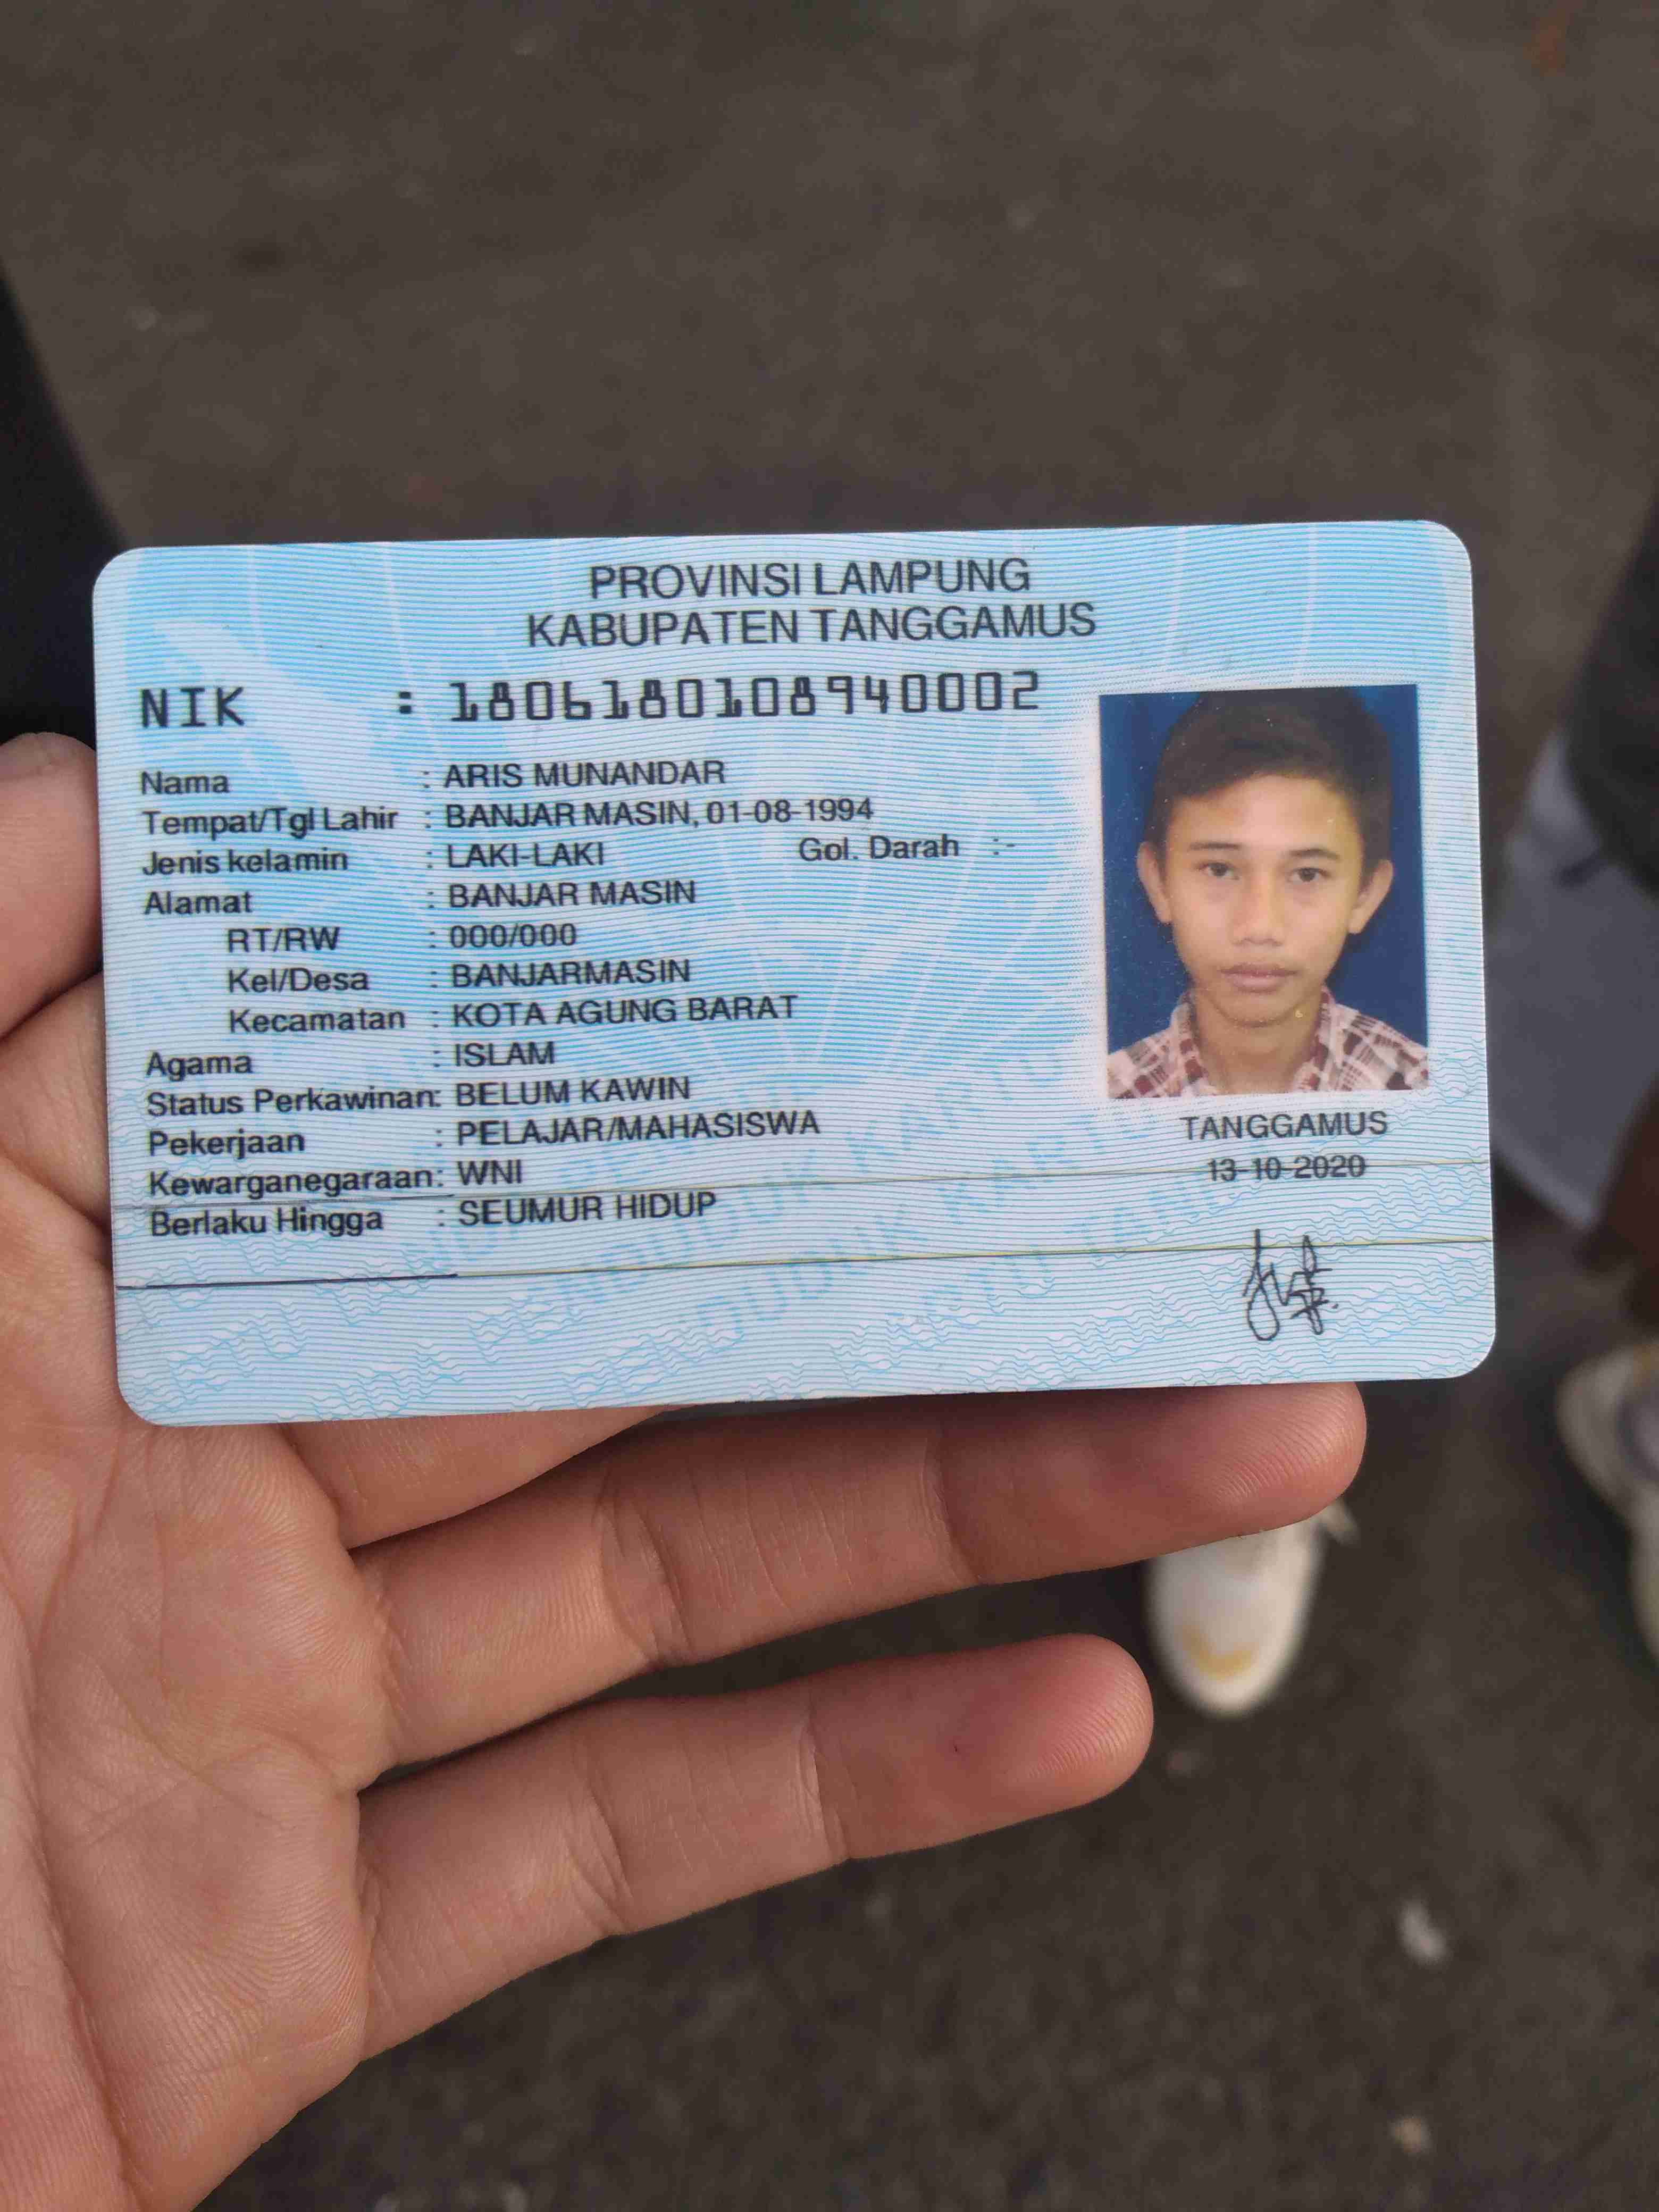 PROVINSI LAMPUNG
KABUPATEN TANGGAMUS
NIK : 1806180108940002
Nama : ARIS MUNANDAR
Tempat/Tgl Lahir : BANJAR MASIN, 01-08-1994
Jenis kelamin : LAKI-LAKI Gol. Darah :-
Alamat : BANJAR MASIN
RT/RW : 000/000
Kel/Desa : BANJARMASIN
Kecamatan : KOTA AGUNG BARAT
Agama : ISLAM
Status Perkawinan: BELUM KAWIN
Pekerjaan : PELAJAR/MAHASISWA
Kewarganegaraan: WNI
Berlaku Hingga : SEUMUR HIDUP
TANGGAMUS
13-10-2020